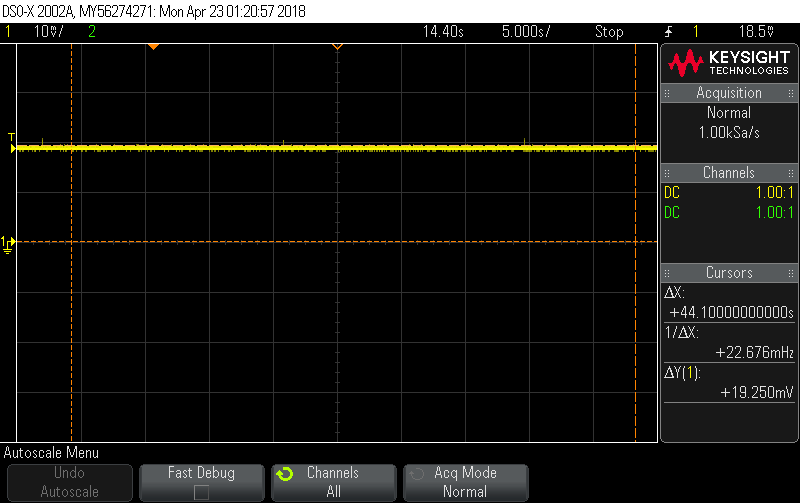 DSO-X 2002A, MY56274271: Mon Apr 23 01:20:57 2018
1 10mV/ 2 14.40s 5.000s/ Stop 1 18.5mV
KEYSIGHT
TECHNOLOGIES
Acquisition
Normal
1.00kSa/s
Channels
DC 1.00:1
DC 1.00:1
Cursors
ΔX:
+44.10000000000s
1/ΔX:
+22.676mHz
ΔY(1):
+19.250mV
T
1
Autoscale Menu
Undo
Autoscale
Fast Debug
Channels
All
Acq Mode
Normal